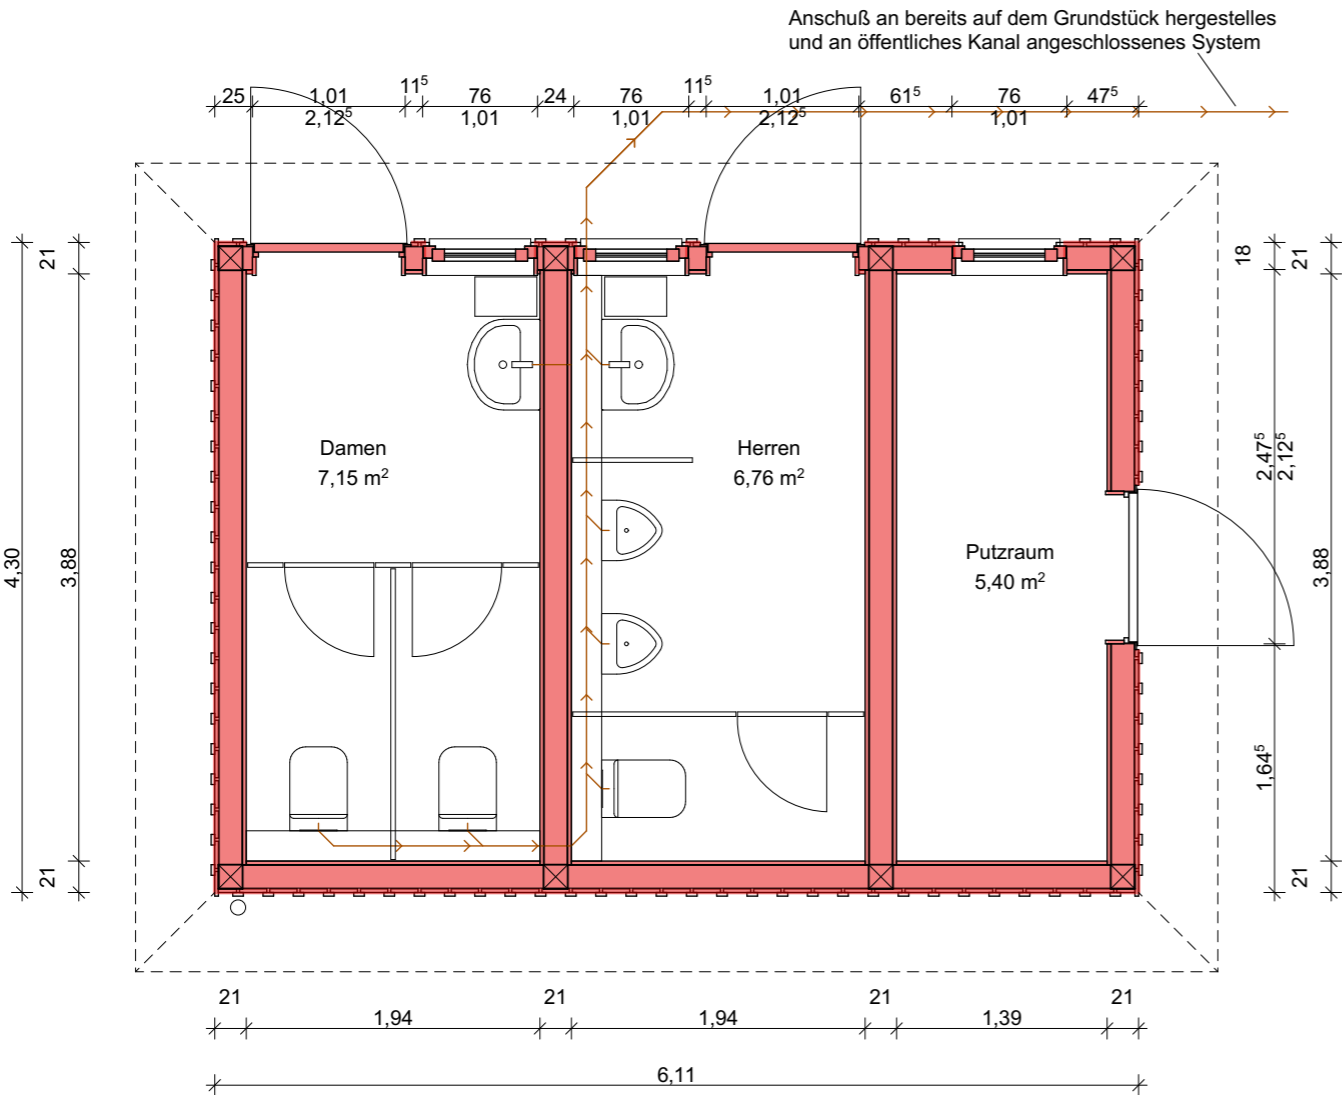 Anschuß an bereits auf dem Grundstück hergestelles
und an öffentliches Kanal angeschlossenes System
25 1,01 11⁵ 76 24 76 11⁵ 1,01 61⁵ 76 47⁵
2,12⁵ 1,01 1,01 2,12⁵ 1,01
21
18
21
Damen
7,15 m²
Herren
6,76 m²
2,47⁵
2,12⁵
Putzraum
5,40 m²
4,30
3,88
3,88
1,64⁵
21
21
21 21 21 21
1,94 1,94 1,39
6,11